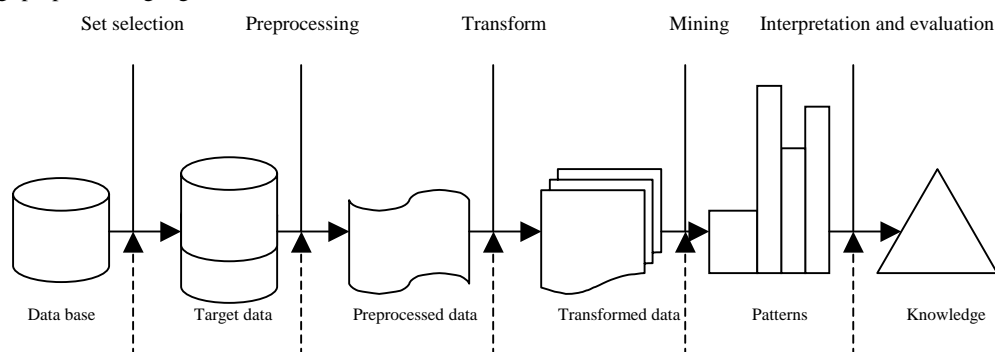 Set selection Preprocessing Transform Mining Interpretation and evaluation
Data base Target data Preprocessed data Transformed data Patterns Knowledge